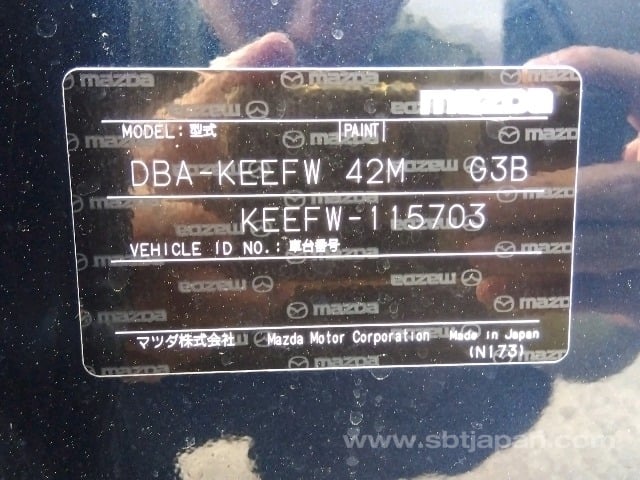 mazda
MODEL: 型式 PAINT
DBA-KEEFW 42M G3B
KEEFW-115703
VEHICLE ID NO.: 車台番号
マツダ株式会社 Mazda Motor Corporation Made in Japan
(N173)
www.sbtjapan.com